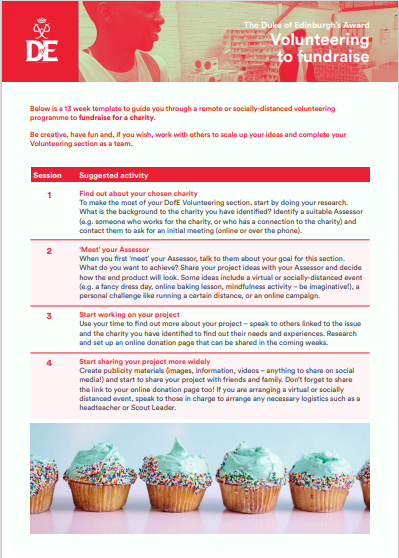 The Duke of Edinburgh's Award
Volunteering
to fundraise
DofE
Below is a 13 week template to guide you through a remote or socially-distanced volunteering
programme to fundraise for a charity.
Be creative, have fun and, if you wish, work with others to scale up your ideas and complete your
Volunteering section as a team.
Session Suggested activity
1 Find out about your chosen charity
To make the most of your DofE Volunteering section, start by doing your research.
What is the background to the charity you have identified? Identify a suitable Assessor
(e.g. someone who works for the charity, or who has a connection to the charity) and
contact them to ask for an initial meeting (online or over the phone).
2 'Meet' your Assessor
When you first 'meet' your Assessor, talk to them about your goal for this section.
What do you want to achieve? Share your project ideas with your Assessor and decide
how the end product will look. Some ideas include a virtual or socially-distanced event
(e.g. a fancy dress day, online baking lesson, mindfulness activity – be imaginative!), a
personal challenge like running a certain distance, or an online campaign.
3 Start working on your project
Use your time to find out more about your project – speak to others linked to the issue
and the charity you have identified to find out their needs and experiences. Research
and set up an online donation page that can be shared in the coming weeks.
4 Start sharing your project more widely
Create publicity materials (images, information, videos – anything to share on social
media!) and start to share your project with friends and family. Don't forget to share
the link to your online donation page too! If you are arranging a virtual or socially
distanced event, speak to those in charge to arrange any necessary logistics such as a
headteacher or Scout Leader.